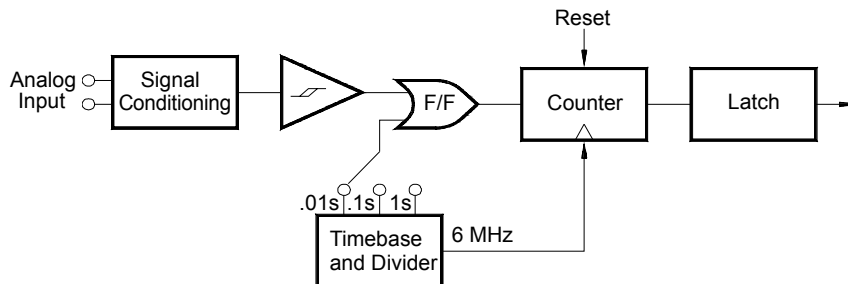 Reset
Analog
Input
Signal
Conditioning
F/F
Counter
Latch
.01s .1s 1s
6 MHz
Timebase
and Divider